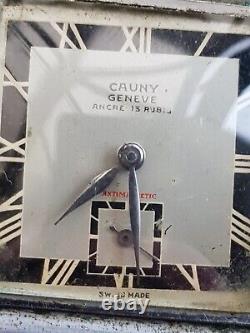 CAUNY
GENEVE
ANCRE 15 RUBIS
ANTIMAGNETIC
SWISS MADE